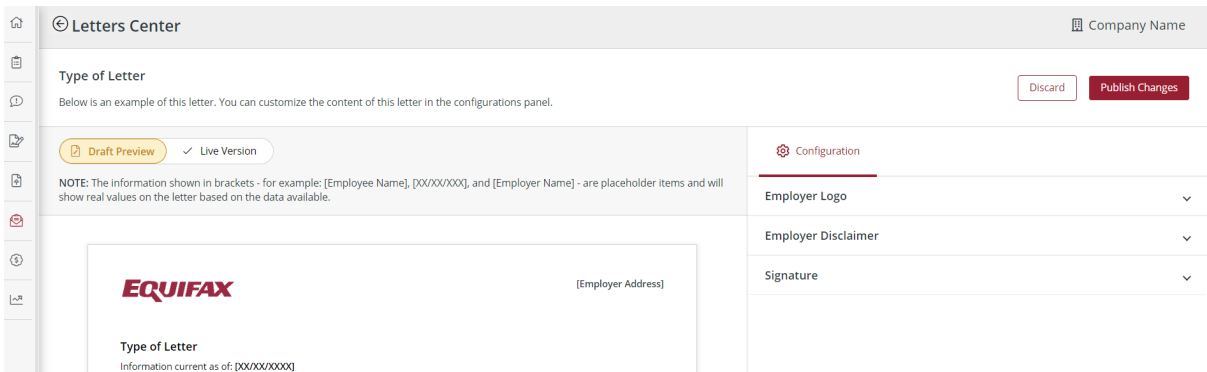 Letters Center
Company Name
Type of Letter
Below is an example of this letter. You can customize the content of this letter in the configurations panel.
Discard
Publish Changes
Draft Preview
Live Version
NOTE: The information shown in brackets - for example: [Employee Name], [XX/XX/XXX], and [Employer Name] - are placeholder items and will
show real values on the letter based on the data available.
EQUIFAX
[Employer Address]
Type of Letter
Information current as of: [XX/XX/XXXX]
Configuration
Employer Logo
Employer Disclaimer
Signature